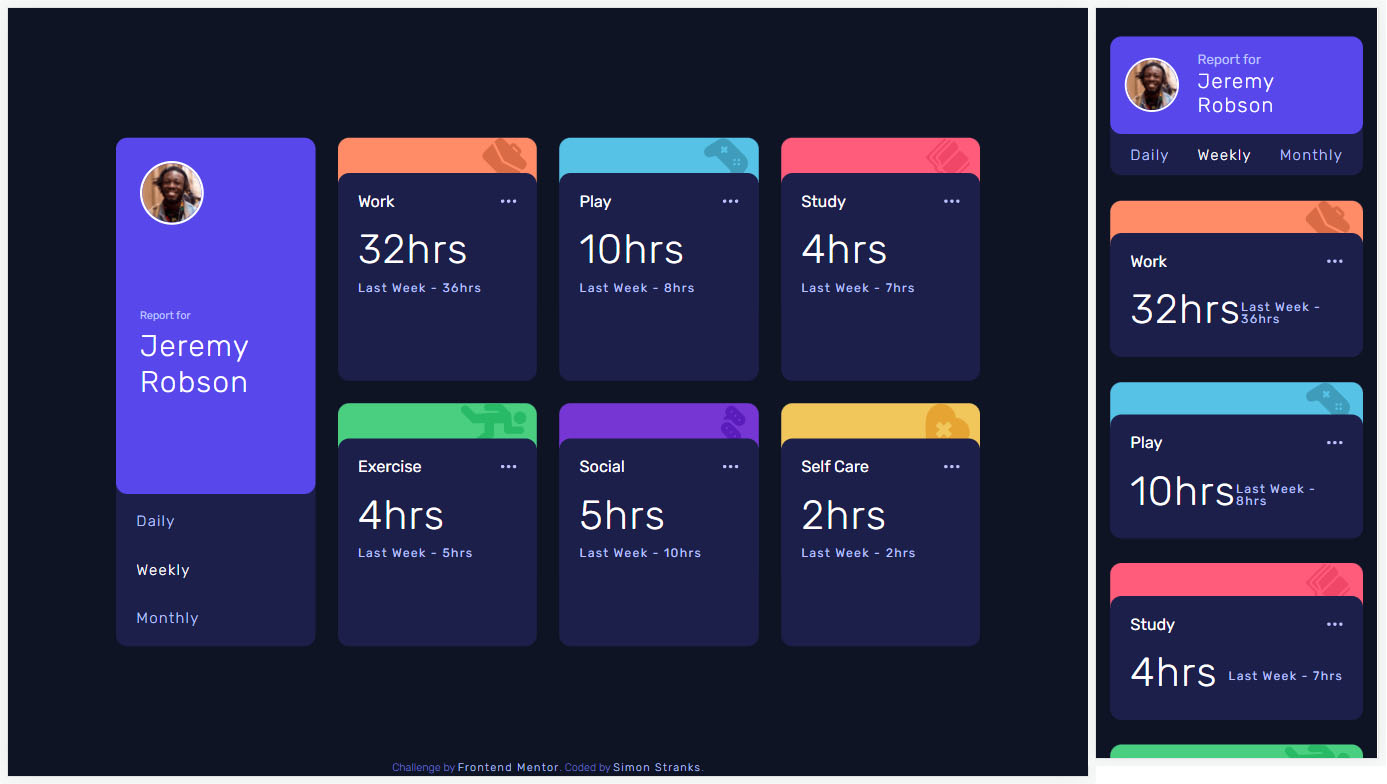 Report for
Jeremy
Robson
Daily
Weekly
Monthly
Work
32hrs
Last Week - 36hrs
Play
10hrs
Last Week - 8hrs
Study
4hrs
Last Week - 7hrs
Exercise
4hrs
Last Week - 5hrs
Social
5hrs
Last Week - 10hrs
Self Care
2hrs
Last Week - 2hrs
Challenge by Frontend Mentor. Coded by Simon Stranks.
Report for
Jeremy
Robson
Daily Weekly Monthly
Work
32hrs
Last Week -
36hrs
Play
10hrs
Last Week -
8hrs
Study
4hrs
Last Week - 7hrs